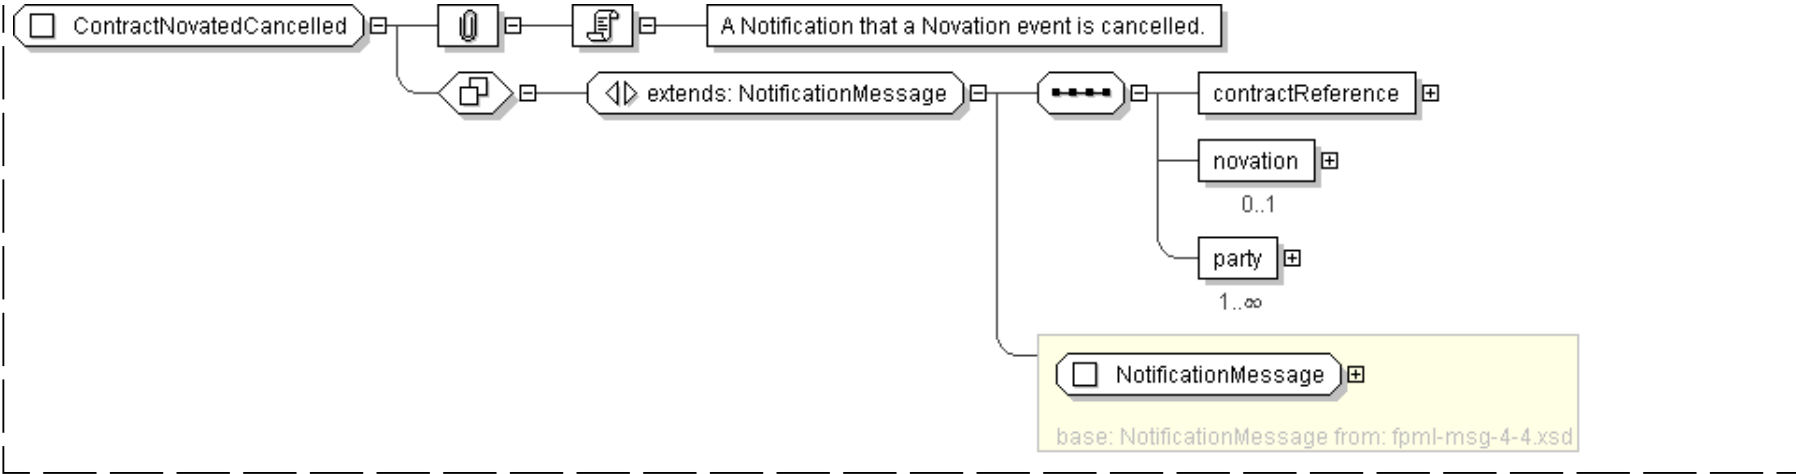 ContractNovatedCancelled
A Notification that a Novation event is cancelled.
extends: NotificationMessage
contractReference
novation
0..1
party
1..∞
NotificationMessage
base: NotificationMessage from: fpml-msg-4-4.xsd